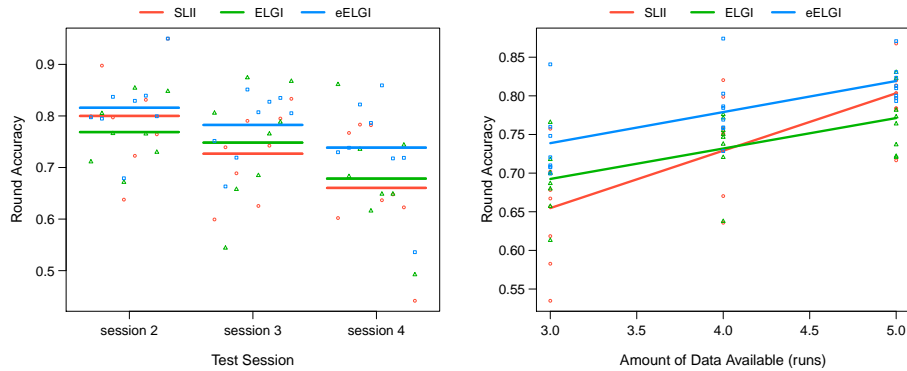 SLII ELGI eELGI
0.9
0.8
0.7
0.6
0.5
Round Accuracy
session 2 session 3 session 4
Test Session
SLII ELGI eELGI
0.85
0.80
0.75
0.70
0.65
0.60
0.55
Round Accuracy
3.0 3.5 4.0 4.5 5.0
Amount of Data Available (runs)